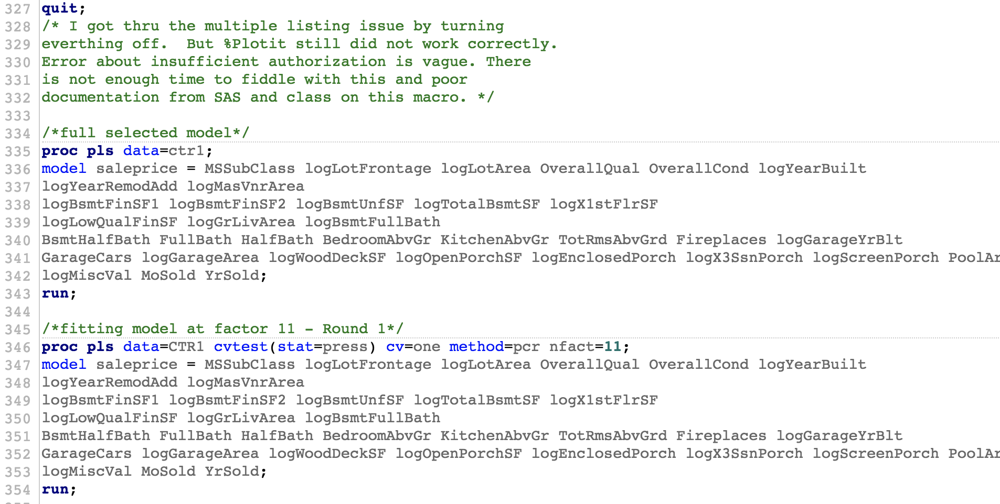 327 quit;
328 /* I got thru the multiple listing issue by turning
329 everthing off.  But %Plotit still did not work correctly.
330 Error about insufficient authorization is vague. There
331 is not enough time to fiddle with this and poor
332 documentation from SAS and class on this macro. */
333
334 /*full selected model*/
335 proc pls data=ctr1;
336 model saleprice = MSSubClass logLotFrontage logLotArea OverallQual OverallCond logYearBuilt
337 logYearRemodAdd logMasVnrArea
338 logBsmtFinSF1 logBsmtFinSF2 logBsmtUnfSF logTotalBsmtSF logX1stFlrSF
339 logLowQualFinSF logGrLivArea logBsmtFullBath
340 BsmtHalfBath FullBath HalfBath BedroomAbvGr KitchenAbvGr TotRmsAbvGrd Fireplaces logGarageYrBlt
341 GarageCars logGarageArea logWoodDeckSF logOpenPorchSF logEnclosedPorch logX3SsnPorch logScreenPorch PoolAr
342 logMiscVal MoSold YrSold;
343 run;
344
345 /*fitting model at factor 11 - Round 1*/
346 proc pls data=CTR1 cvtest(stat=press) cv=one method=pcr nfact=11;
347 model saleprice = MSSubClass logLotFrontage logLotArea OverallQual OverallCond logYearBuilt
348 logYearRemodAdd logMasVnrArea
349 logBsmtFinSF1 logBsmtFinSF2 logBsmtUnfSF logTotalBsmtSF logX1stFlrSF
350 logLowQualFinSF logGrLivArea logBsmtFullBath
351 BsmtHalfBath FullBath HalfBath BedroomAbvGr KitchenAbvGr TotRmsAbvGrd Fireplaces logGarageYrBlt
352 GarageCars logGarageArea logWoodDeckSF logOpenPorchSF logEnclosedPorch logX3SsnPorch logScreenPorch PoolAr
353 logMiscVal MoSold YrSold;
354 run;